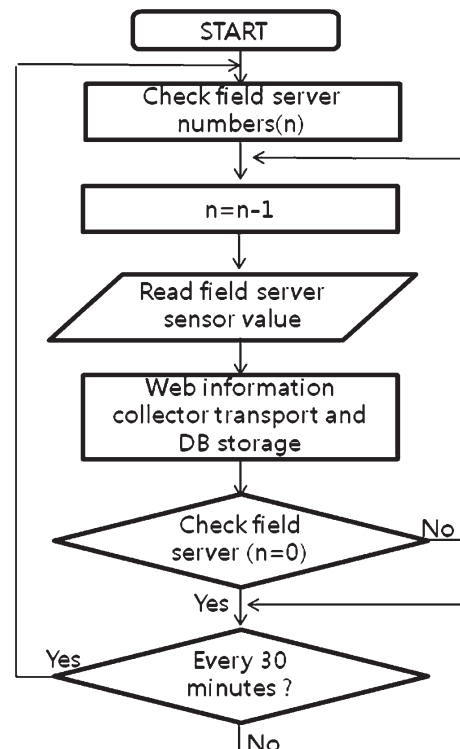 START
Check field server
numbers(n)
n=n-1
Read field server
sensor value
Web information
collector transport and
DB storage
Check field
server (n=0)
No
Yes
Yes
Every 30
minutes ?
No